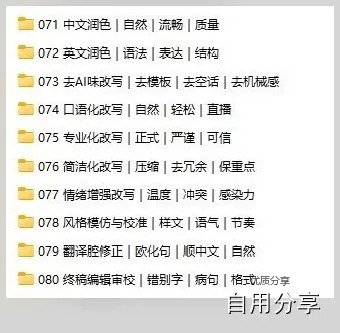 071 中文润色｜自然｜流畅｜质量
072 英文润色｜语法｜表达｜结构
073 去AI味改写｜去模板｜去空话｜去机械感
074 口语化改写｜自然｜轻松｜直播
075 专业化改写｜正式｜严谨｜可信
076 简洁化改写｜压缩｜去冗余｜保重点
077 情绪增强改写｜温度｜冲突｜感染力
078 风格模仿与校准｜样文｜语气｜节奏
079 翻译腔修正｜欧化句｜顺中文｜自然
080 终稿编辑审校｜错别字｜病句｜格式
优质分享
自用分享